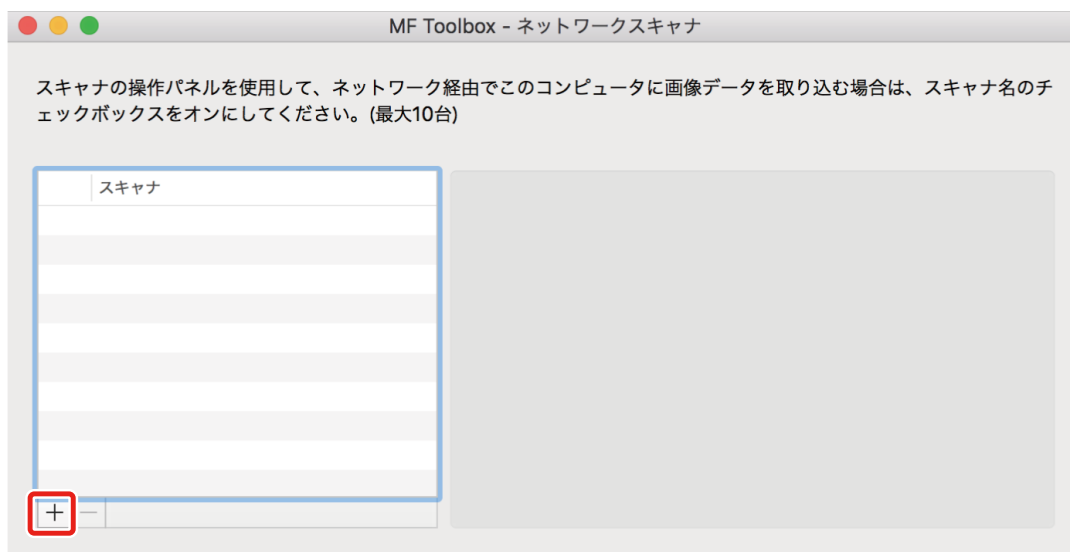 MF Toolbox - ネットワークスキャナ
スキャナの操作パネルを使用して、ネットワーク経由でこのコンピュータに画像データを取り込む場合は、スキャナ名のチ
ェックボックスをオンにしてください。(最大10台)
スキャナ
+ −